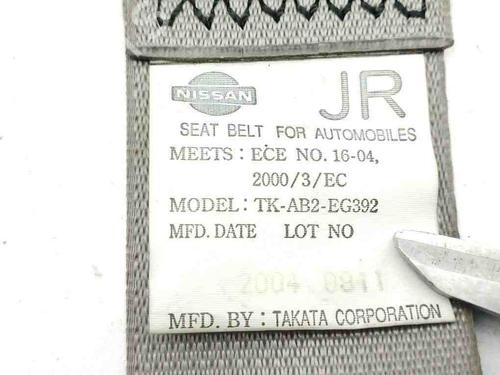 NISSAN
JR
SEAT BELT FOR AUTOMOBILES
MEETS : ECE NO. 16-04,
2000/3/EC
MODEL: TK-AB2-EG392
MFD. DATE LOT NO
2004 0911
MFD. BY : TAKATA CORPORATION